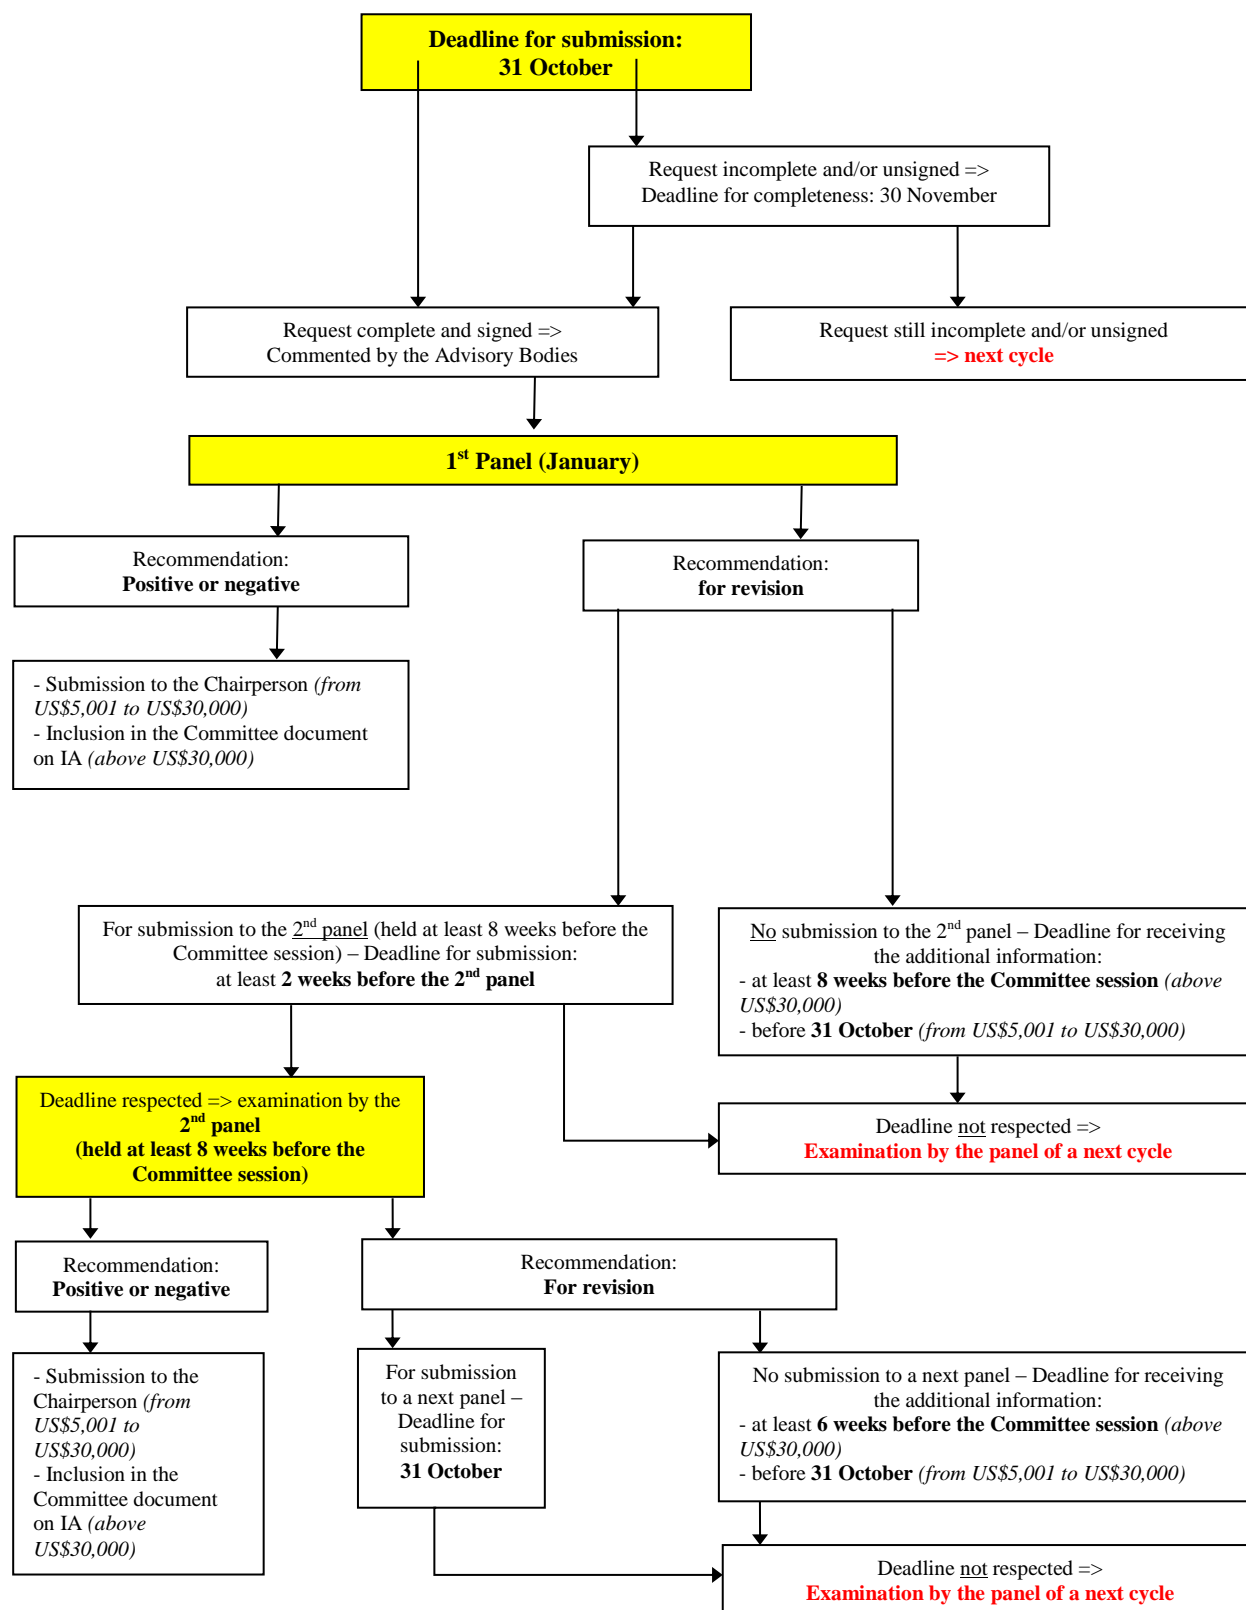 Deadline for submission:
31 October
Request incomplete and/or unsigned =>
Deadline for completeness: 30 November
Request complete and signed =>
Commented by the Advisory Bodies
Request still incomplete and/or unsigned
=> next cycle
1st Panel (January)
Recommendation:
Positive or negative
Recommendation:
for revision
- Submission to the Chairperson (from
US$5,001 to US$30,000)
- Inclusion in the Committee document
on IA (above US$30,000)
For submission to the 2nd panel (held at least 8 weeks before the
Committee session) – Deadline for submission:
at least 2 weeks before the 2nd panel
No submission to the 2nd panel – Deadline for receiving
the additional information:
- at least 8 weeks before the Committee session (above
US$30,000)
- before 31 October (from US$5,001 to US$30,000)
Deadline respected => examination by the
2nd panel
(held at least 8 weeks before the
Committee session)
Deadline not respected =>
Examination by the panel of a next cycle
Recommendation:
Positive or negative
Recommendation:
For revision
- Submission to the
Chairperson (from
US$5,001 to
US$30,000)
- Inclusion in the
Committee document
on IA (above
US$30,000)
For submission
to a next panel –
Deadline for
submission:
31 October
No submission to a next panel – Deadline for receiving
the additional information:
- at least 6 weeks before the Committee session (above
US$30,000)
- before 31 October (from US$5,001 to US$30,000)
Deadline not respected =>
Examination by the panel of a next cycle